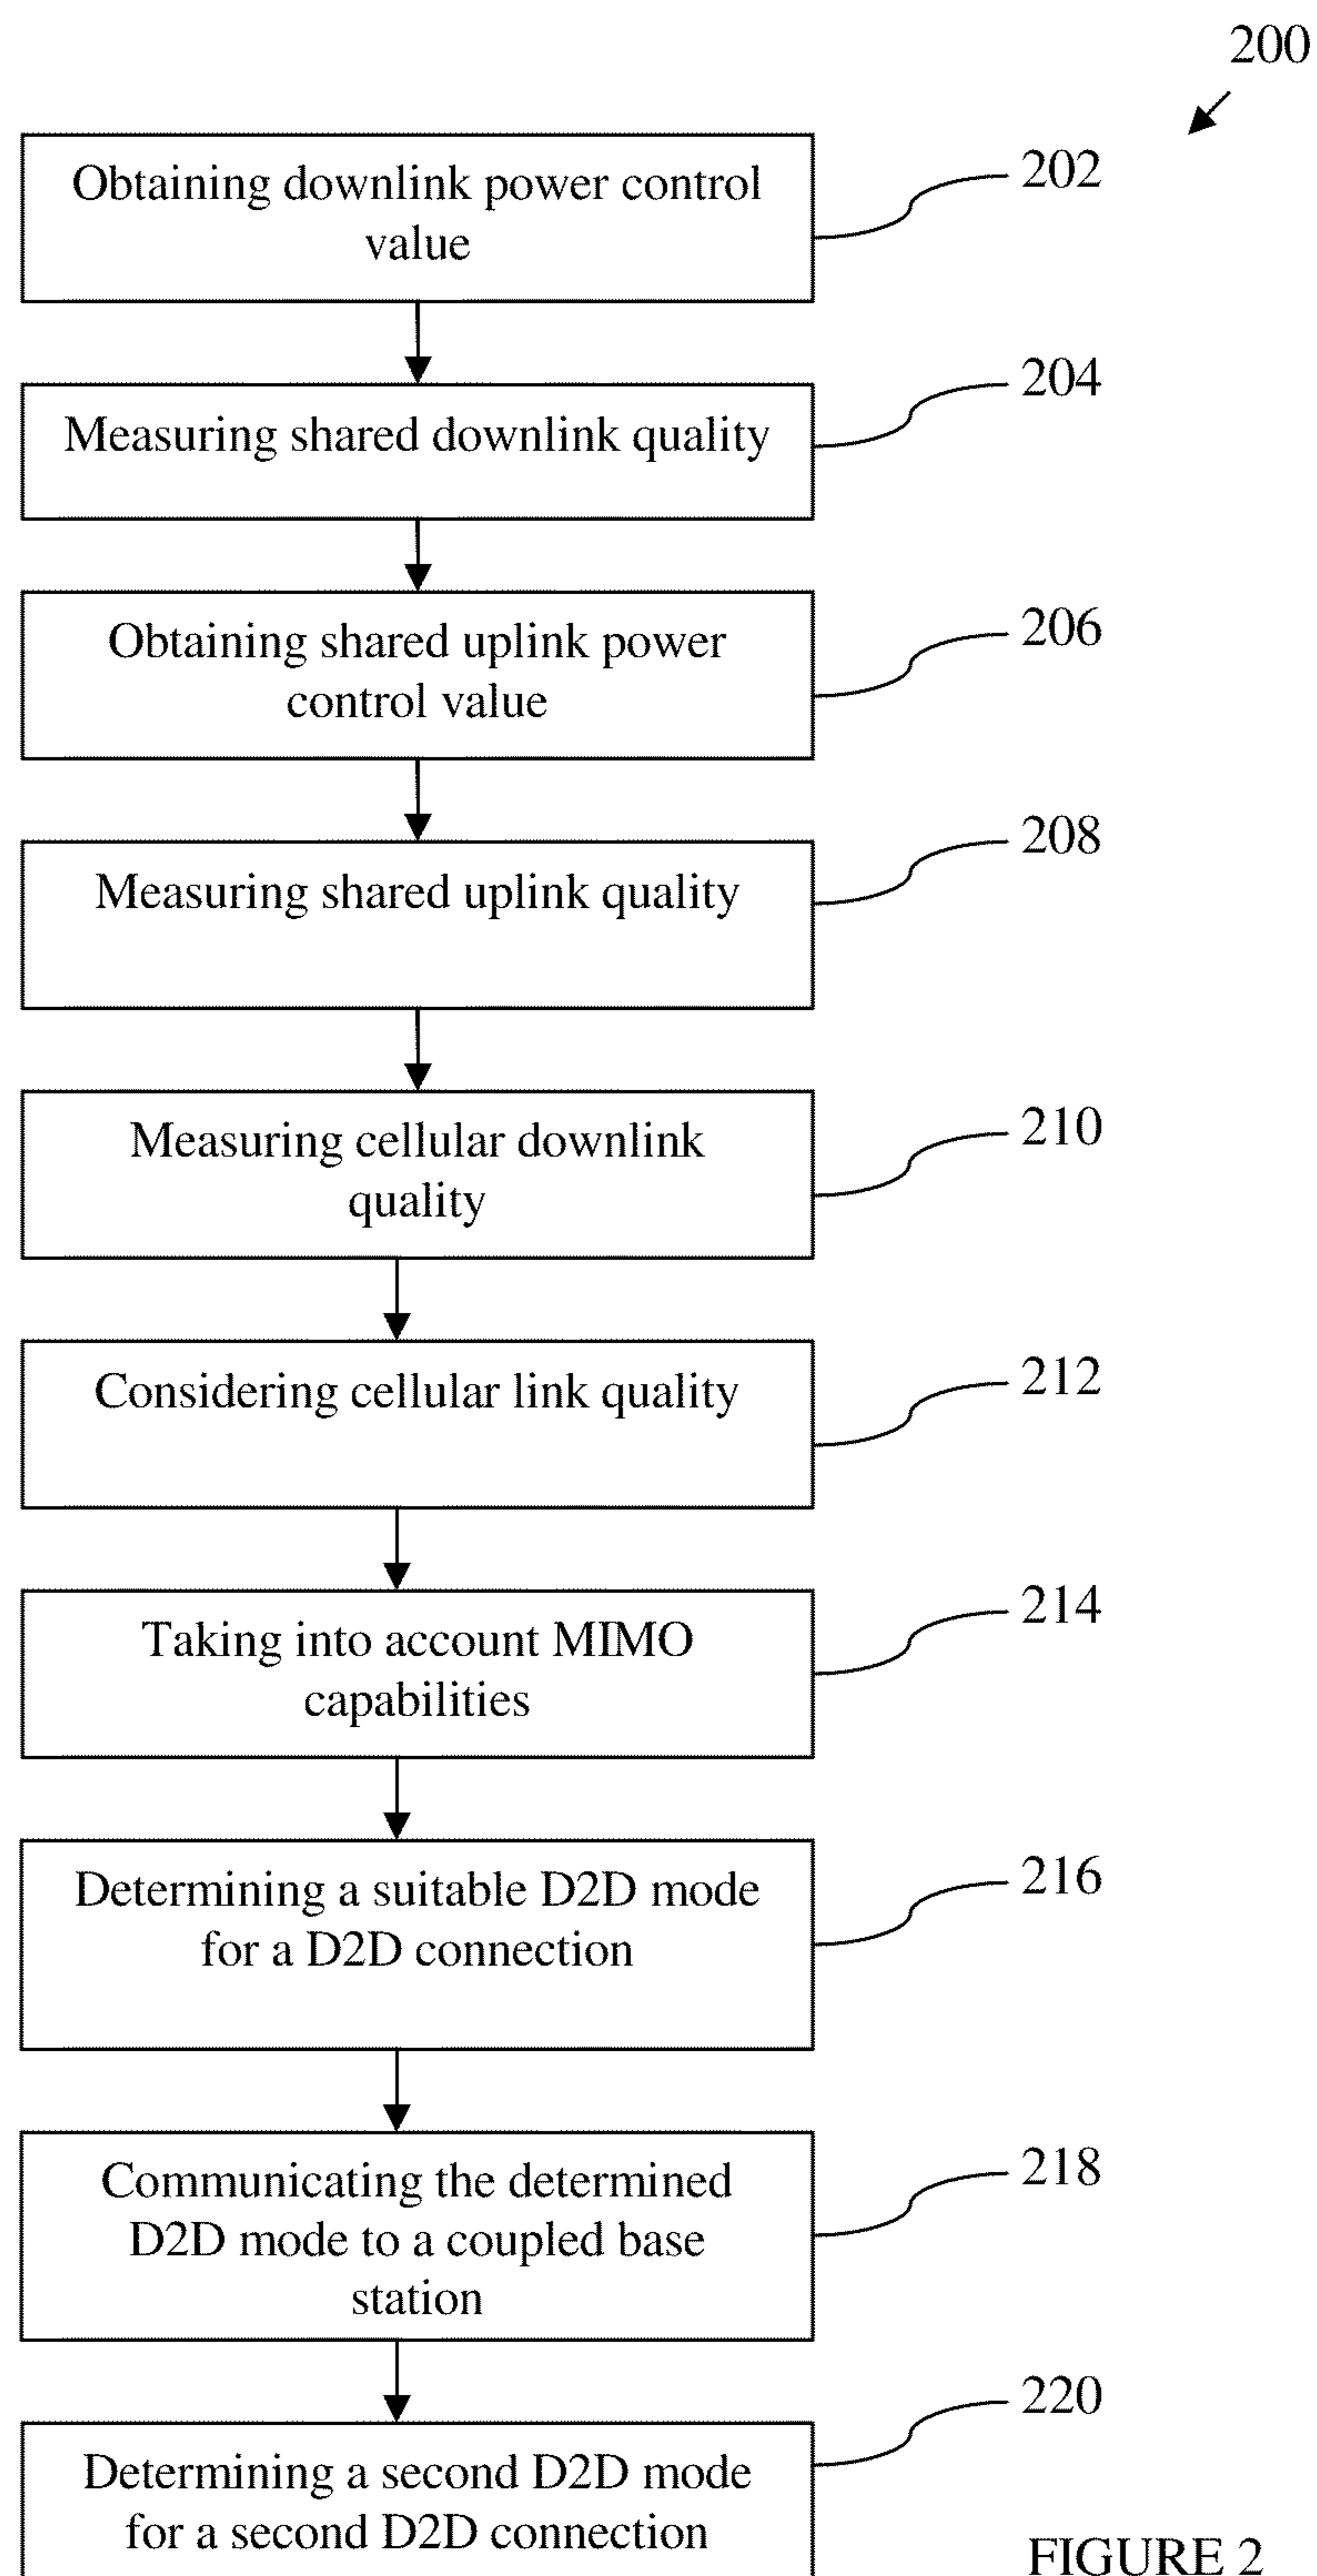 200
Obtaining downlink power control
value
202
Measuring shared downlink quality
204
Obtaining shared uplink power
control value
206
Measuring shared uplink quality
208
Measuring cellular downlink
quality
210
Considering cellular link quality
212
Taking into account MIMO
capabilities
214
Determining a suitable D2D mode
for a D2D connection
216
Communicating the determined
D2D mode to a coupled base
station
218
Determining a second D2D mode
for a second D2D connection
220
FIGURE 2